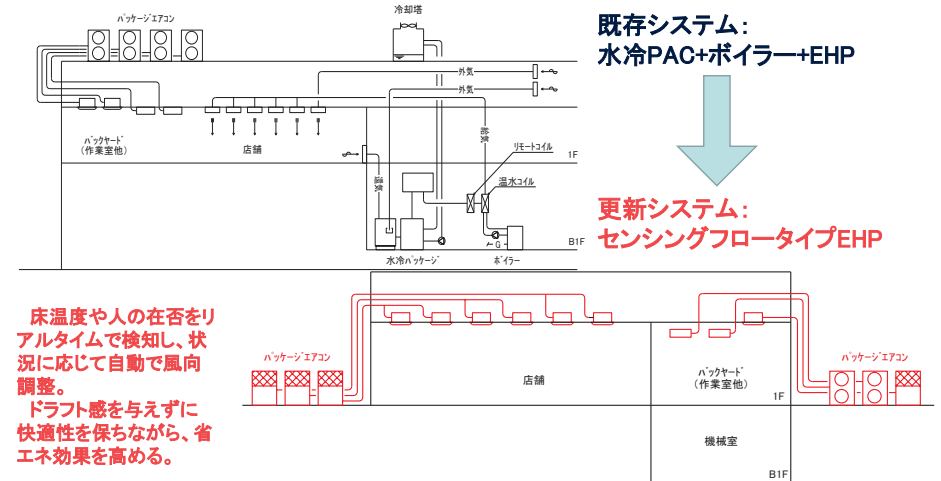 パッケージエアコン
冷却塔
外気
外気
給気
還気
バックヤード
(作業室他)
店舗
1F
リモートコイル
温水コイル
G
B1F
水冷パッケージ
ボイラー
既存システム：
水冷PAC+ボイラー+EHP
更新システム：
センシングフロータイプEHP
床温度や人の在否をリ
アルタイムで検知し、状
況に応じて自動で風向
調整。
ドラフト感を与えずに
快適性を保ちながら、省
エネ効果を高める。
パッケージエアコン
店舗
バックヤード
(作業室他)
1F
パッケージエアコン
機械室
B1F